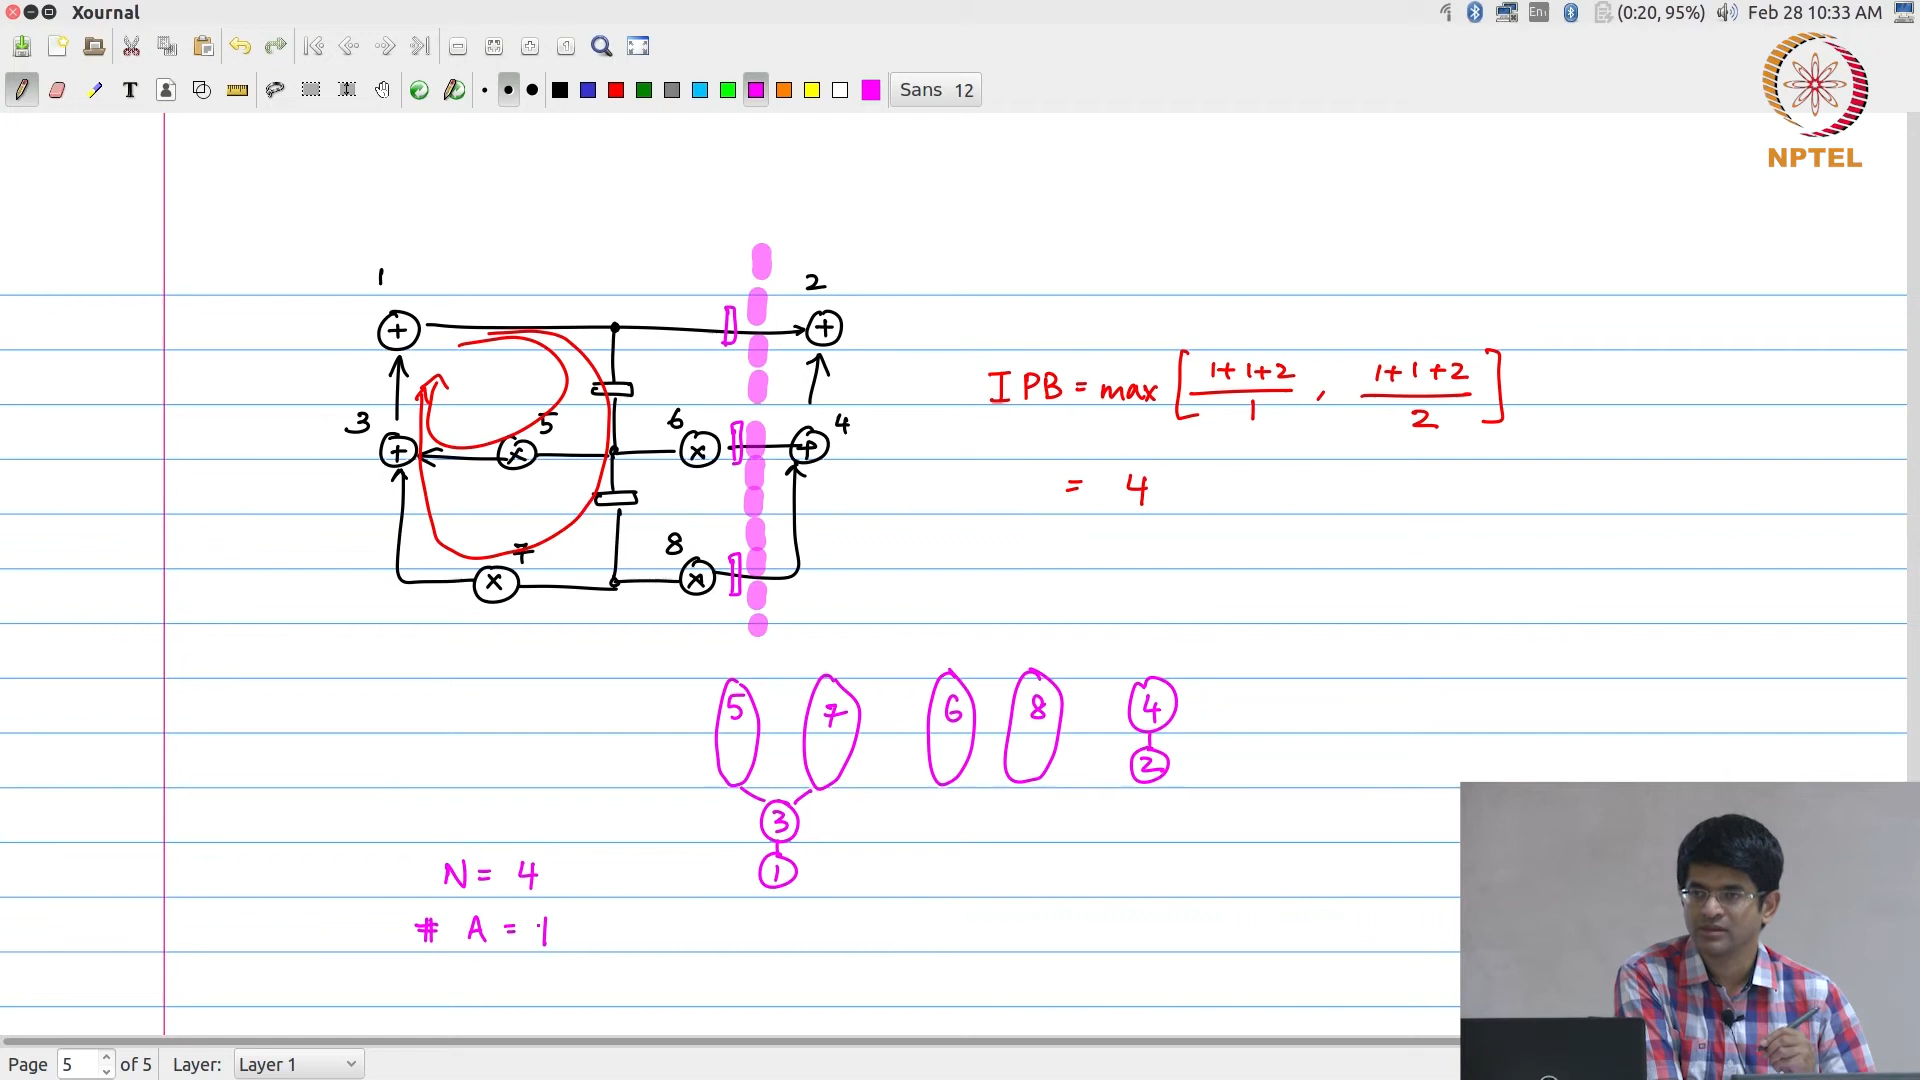 Xournal
En
(0:20, 95%)
Feb 28 10:33 AM
T
Sans 12
NPTEL
1 2
+ +
3 5 6 4
+ × × +
7 8
× ×
IPB = max [ 1+1+2 / 1 , 1+1+2 / 2 ]
= 4
5 7 6 8 4
2
3
1
N = 4
# A = 1
Page 5 of 5 Layer: Layer 1